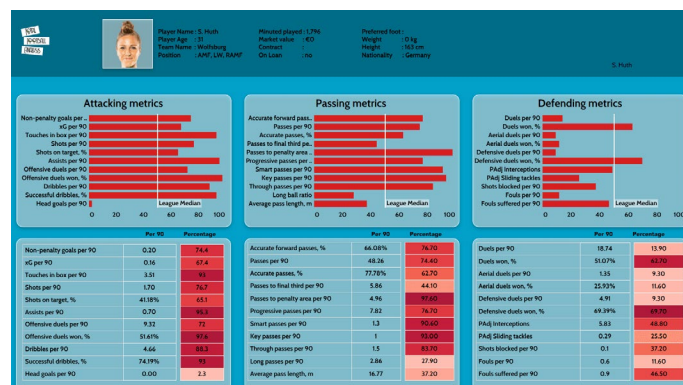 Player Name : S. Huth
Player Age : 31
Team Name : Wolfsburg
Position : AMF, LW, RAMF
Minuted played : 1,796
Market value : €0
Contract :
On Loan : no
Preferred foot :
Weight : 0 kg
Height : 163 cm
Nationality : Germany
S. Huth
Attacking metrics
Non-penalty goals per ..
xG per 90
Touches in box per 90
Shots per 90
Shots on target, %
Assists per 90
Offensive duels per 90
Offensive duels won, %
Dribbles per 90
Successful dribbles, %
Head goals per 90
League Median
0 20 40 60 80 100
Passing metrics
Accurate forward pass..
Passes per 90
Accurate passes, %
Passes to final third pe..
Passes to penalty area ..
Progressive passes per ..
Smart passes per 90
Key passes per 90
Through passes per 90
Long ball ratio
Average pass length, m
League Median
0 20 40 60 80 100
Defending metrics
Duels per 90
Duels won, %
Aerial duels per 90
Aerial duels won, %
Defensive duels per 90
Defensive duels won, %
PAdj Interceptions
PAdj Sliding tackles
Shots blocked per 90
Fouls per 90
Fouls suffered per 90
League Median
0 20 40 60 80 100
Per 90 Percentage
Non-penalty goals per 90 0.20 74.4
xG per 90 0.16 67.4
Touches in box per 90 3.51 93
Shots per 90 1.70 76.7
Shots on target, % 41.18% 65.1
Assists per 90 0.70 95.3
Offensive duels per 90 9.32 72
Offensive duels won, % 51.61% 97.6
Dribbles per 90 4.66 88.3
Successful dribbles, % 74.19% 93
Head goals per 90 0.00 2.3
Per 90 Percentage
Accurate forward passes, % 66.08% 76.70
Passes per 90 48.26 74.40
Accurate passes, % 77.78% 62.70
Passes to final third per 90 5.86 44.10
Passes to penalty area per 90 4.96 97.60
Progressive passes per 90 7.82 76.70
Smart passes per 90 1.3 90.60
Key passes per 90 1 93.00
Through passes per 90 1.5 83.70
Long passes per 90 2.86 27.90
Average pass length, m 16.77 37.20
Per 90 Percentage
Duels per 90 18.74 13.90
Duels won, % 51.07% 62.70
Aerial duels per 90 1.35 9.30
Aerial duels won, % 25.93% 11.60
Defensive duels per 90 4.91 9.30
Defensive duels won, % 69.39% 69.70
PAdj Interceptions 5.83 48.80
PAdj Sliding tackles 0.29 25.50
Shots blocked per 90 0.1 37.20
Fouls per 90 0.6 11.60
Fouls suffered per 90 0.9 46.50